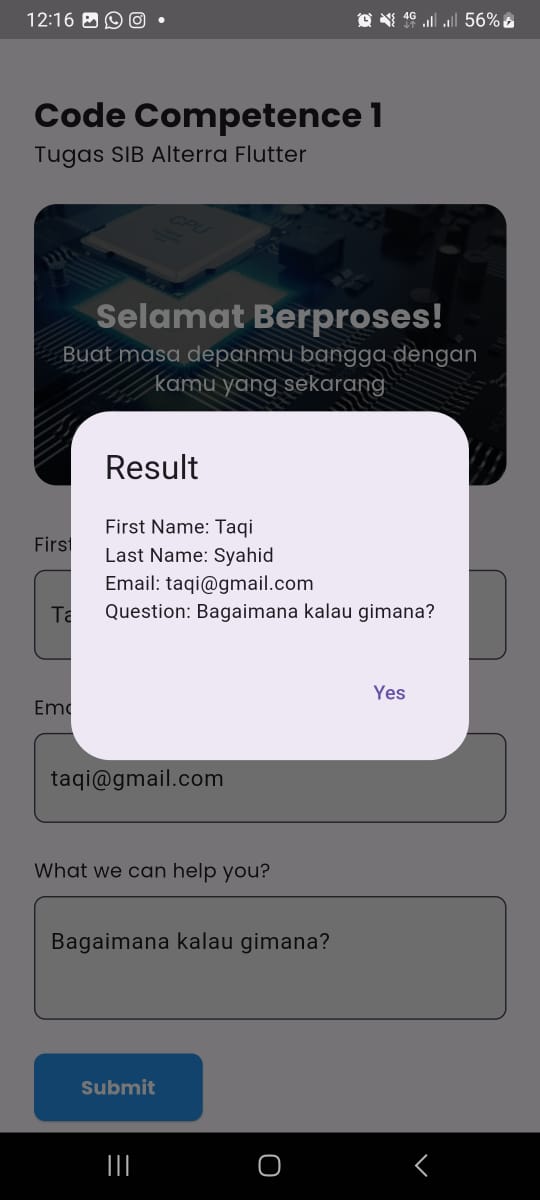 12:16
4G
56%
Code Competence 1
Tugas SIB Alterra Flutter
CPU
Selamat Berproses!
Buat masa depanmu bangga dengan
kamu yang sekarang
Result
First Name: Taqi
Last Name: Syahid
Email: taqi@gmail.com
Question: Bagaimana kalau gimana?
Yes
First
Ta
Ema
taqi@gmail.com
What we can help you?
Bagaimana kalau gimana?
Submit